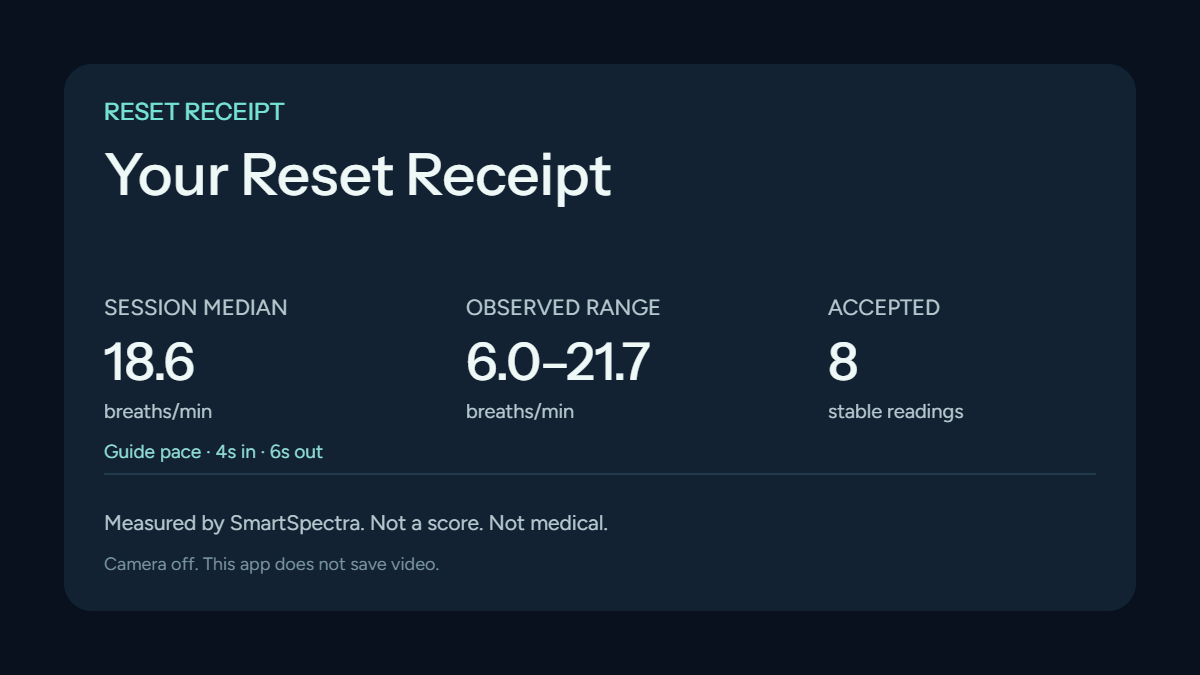 RESET RECEIPT
Your Reset Receipt
SESSION MEDIAN
18.6
breaths/min
OBSERVED RANGE
6.0–21.7
breaths/min
ACCEPTED
8
stable readings
Guide pace · 4s in · 6s out
Measured by SmartSpectra. Not a score. Not medical.
Camera off. This app does not save video.